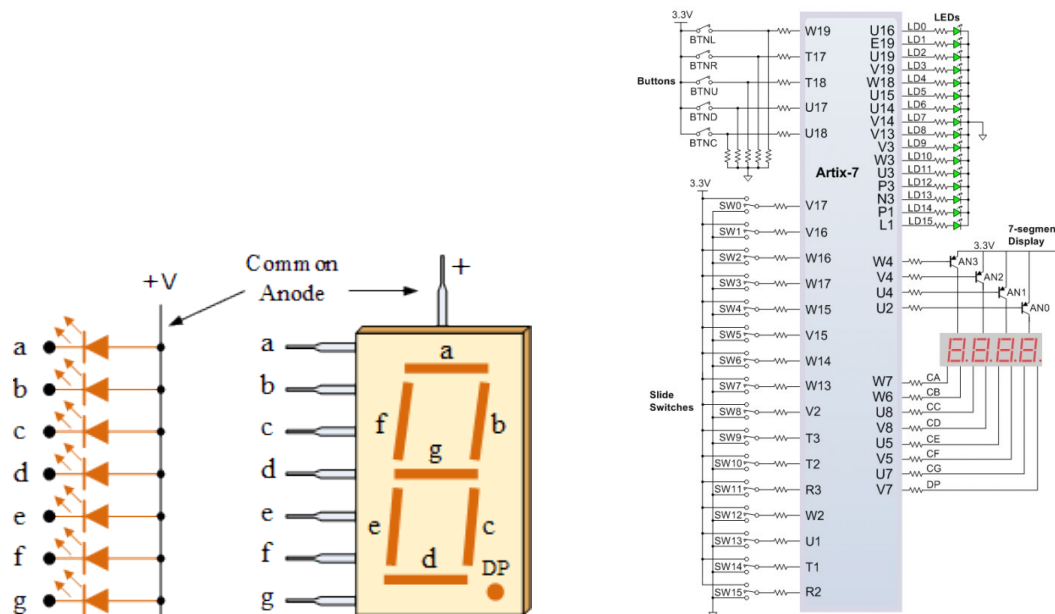 Common
Anode
+V
+
a
b
c
d
e
f
g
a
b
c
d
e
f
g
a
b
c
d
e
f
g
DP
3.3V
BTNL
BTNR
BTNU
BTND
BTNC
Buttons
W19
T17
T18
U17
U18
3.3V
SW0
SW1
SW2
SW3
SW4
SW5
SW6
SW7
SW8
SW9
SW10
SW11
SW12
SW13
SW14
SW15
Slide
Switches
V17
V16
W16
W17
W15
V15
W14
W13
V2
T3
T2
R3
W2
U1
T1
R2
Artix-7
LEDs
U16 LD0
E19 LD1
U19 LD2
V19 LD3
W18 LD4
U15 LD5
U14 LD6
V14 LD7
V13 LD8
V3 LD9
W3 LD10
U3 LD11
P3 LD12
N3 LD13
P1 LD14
L1 LD15
7-segmen
Display
3.3V
W4 AN3
V4 AN2
U4 AN1
U2 AN0
8.8.8.8.
W7 CA
W6 CB
U8 CC
V8 CD
U5 CE
V5 CF
U7 CG
V7 DP